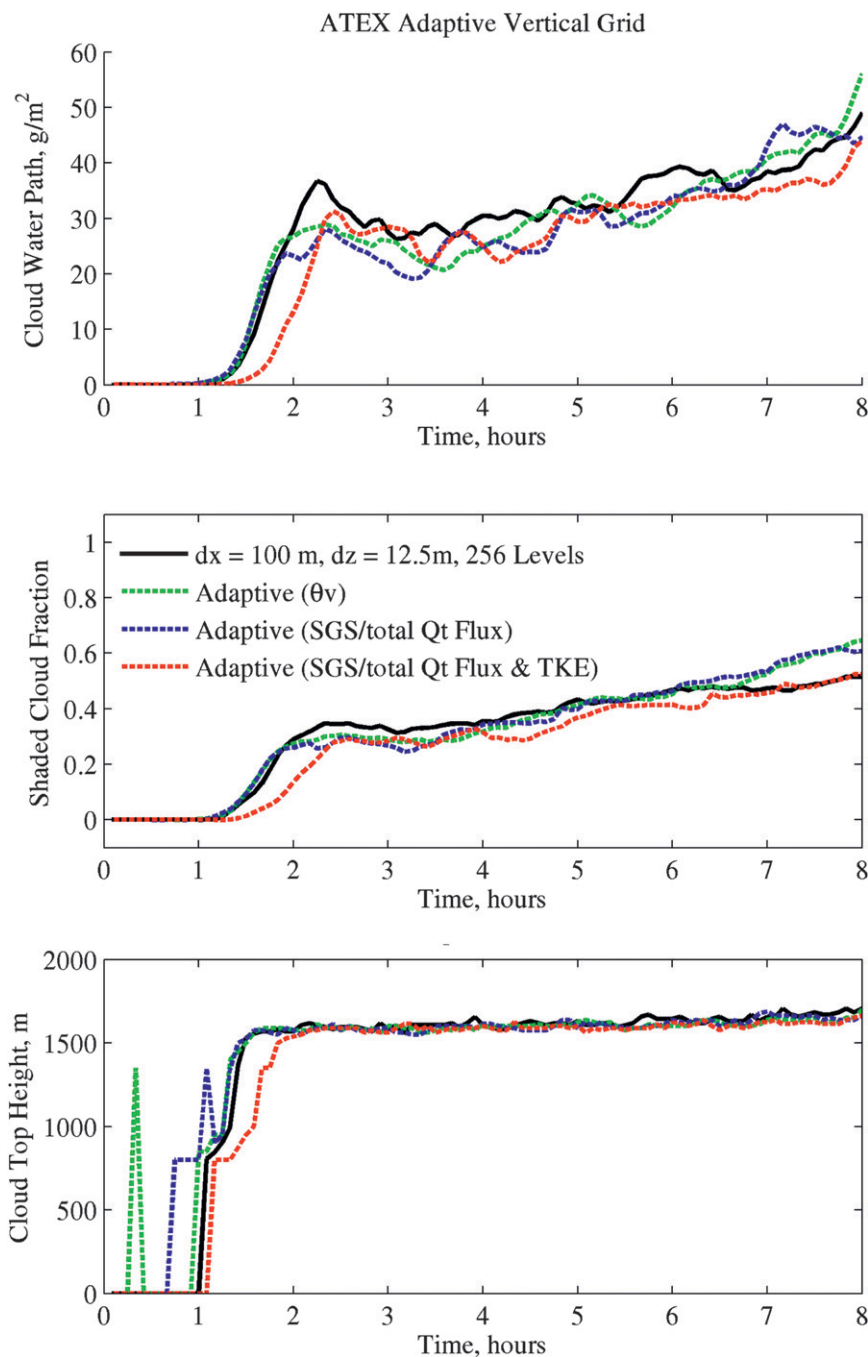 ATEX Adaptive Vertical Grid
Cloud Water Path, g/m²
60
50
40
30
20
10
0
0 1 2 3 4 5 6 7 8
Time, hours
Shaded Cloud Fraction
1
0.8
0.6
0.4
0.2
0
dx = 100 m, dz = 12.5m, 256 Levels
Adaptive (θv)
Adaptive (SGS/total Qt Flux)
Adaptive (SGS/total Qt Flux & TKE)
0 1 2 3 4 5 6 7 8
Time, hours
Cloud Top Height, m
2000
1500
1000
500
0
0 1 2 3 4 5 6 7 8
Time, hours